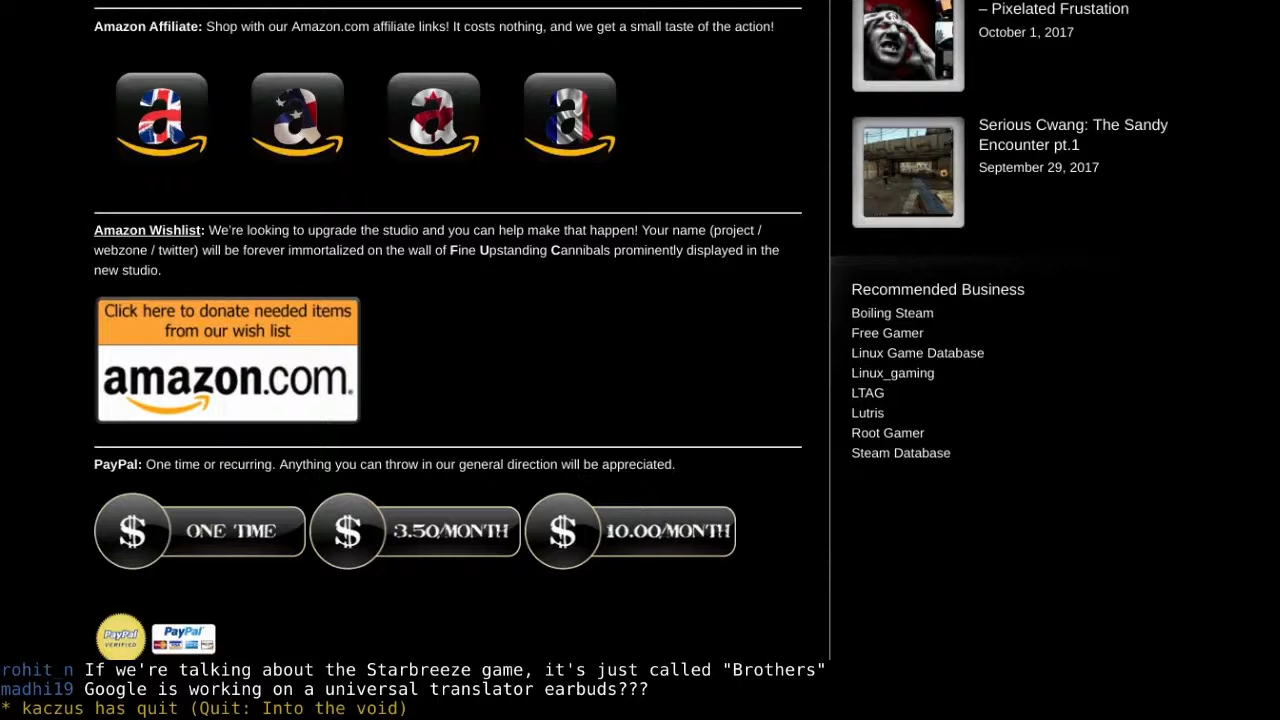 Amazon Affiliate: Shop with our Amazon.com affiliate links! It costs nothing, and we get a small taste of the action!
a a a a
Amazon Wishlist: We're looking to upgrade the studio and you can help make that happen! Your name (project /
webzone / twitter) will be forever immortalized on the wall of Fine Upstanding Cannibals prominently displayed in the
new studio.
Click here to donate needed items
from our wish list
amazon.com.
PayPal: One time or recurring. Anything you can throw in our general direction will be appreciated.
$ ONE TIME $ 3.50/MONTH $ 10.00/MONTH
PayPal
VERIFIED
PayPal
– Pixelated Frustation
October 1, 2017
Serious Cwang: The Sandy
Encounter pt.1
September 29, 2017
Recommended Business
Boiling Steam
Free Gamer
Linux Game Database
Linux_gaming
LTAG
Lutris
Root Gamer
Steam Database
rohit_n If we're talking about the Starbreeze game, it's just called "Brothers"
madhi19 Google is working on a universal translator earbuds???
* kaczus has quit (Quit: Into the void)